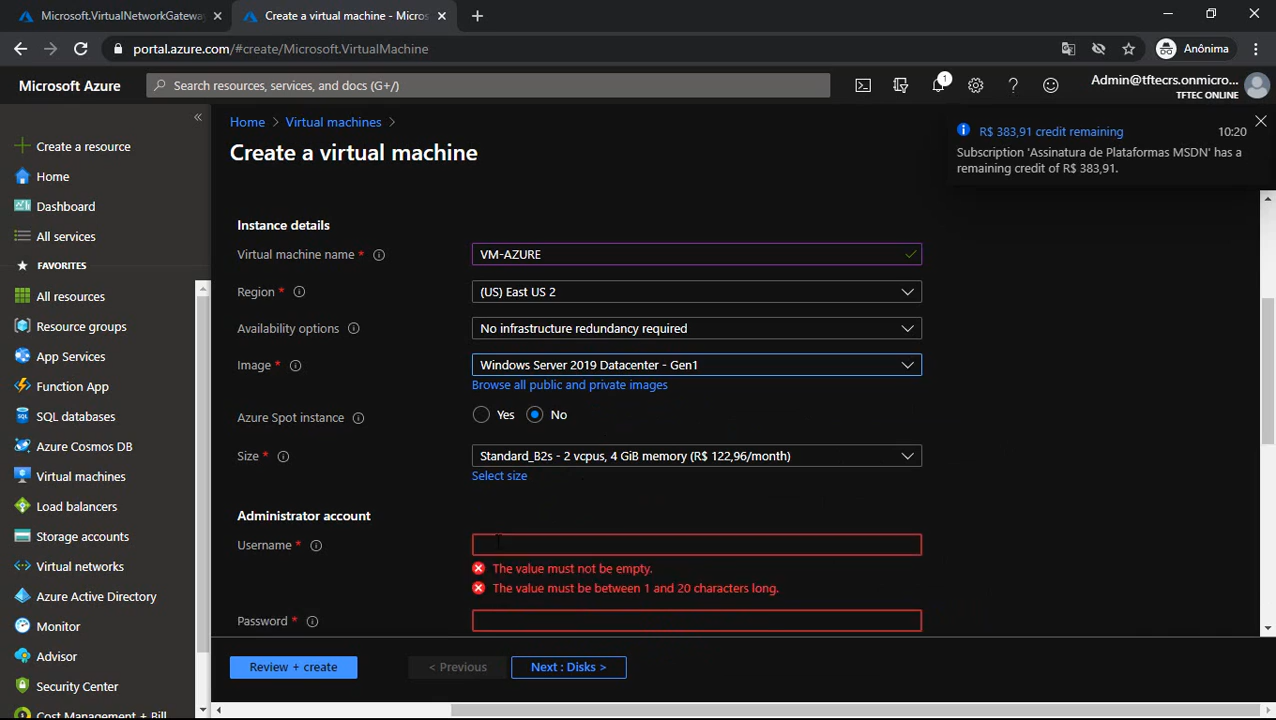 Microsoft.VirtualNetworkGateway
Create a virtual machine - Micros
portal.azure.com/#create/Microsoft.VirtualMachine
Anônima
Microsoft Azure
Search resources, services, and docs (G+/)
1
Admin@tftecrs.onmicro...
TFTEC ONLINE
Create a resource
Home
Dashboard
All services
FAVORITES
All resources
Resource groups
App Services
Function App
SQL databases
Azure Cosmos DB
Virtual machines
Load balancers
Storage accounts
Virtual networks
Azure Active Directory
Monitor
Advisor
Security Center
Cost Management + Bill
Home > Virtual machines >
Create a virtual machine
R$ 383,91 credit remaining 10:20
Subscription 'Assinatura de Plataformas MSDN' has a
remaining credit of R$ 383,91.
Instance details
Virtual machine name * VM-AZURE
Region * (US) East US 2
Availability options No infrastructure redundancy required
Image * Windows Server 2019 Datacenter - Gen1
Browse all public and private images
Azure Spot instance Yes No
Size * Standard_B2s - 2 vcpus, 4 GiB memory (R$ 122,96/month)
Select size
Administrator account
Username *
The value must not be empty.
The value must be between 1 and 20 characters long.
Password *
Review + create < Previous Next : Disks >